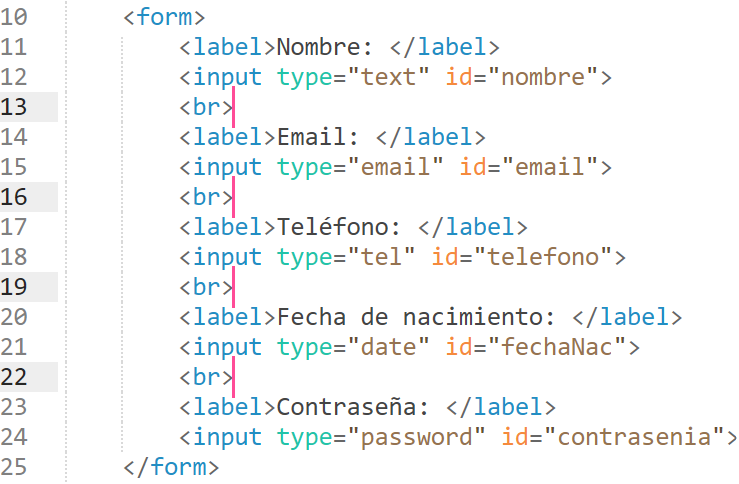 10 <form>
11 <label>Nombre: </label>
12 <input type="text" id="nombre">
13 <br>
14 <label>Email: </label>
15 <input type="email" id="email">
16 <br>
17 <label>Teléfono: </label>
18 <input type="tel" id="telefono">
19 <br>
20 <label>Fecha de nacimiento: </label>
21 <input type="date" id="fechaNac">
22 <br>
23 <label>Contraseña: </label>
24 <input type="password" id="contrasenia">
25 </form>